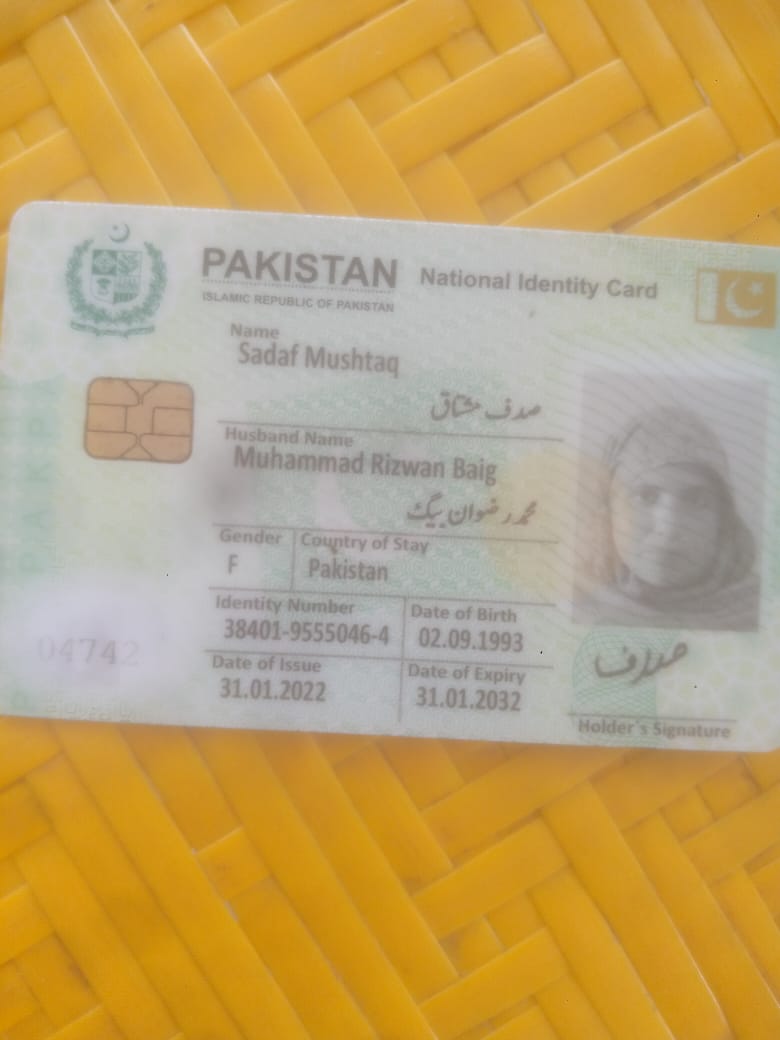 PAKISTAN National Identity Card
ISLAMIC REPUBLIC OF PAKISTAN
Name
Sadaf Mushtaq
صدف مشتاق
Husband Name
Muhammad Rizwan Baig
محمد رضوان بیگ
Gender Country of Stay
F Pakistan
Identity Number Date of Birth
38401-9555046-4 02.09.1993
Date of Issue Date of Expiry
31.01.2022 31.01.2032
04742
صدف
Holder's Signature